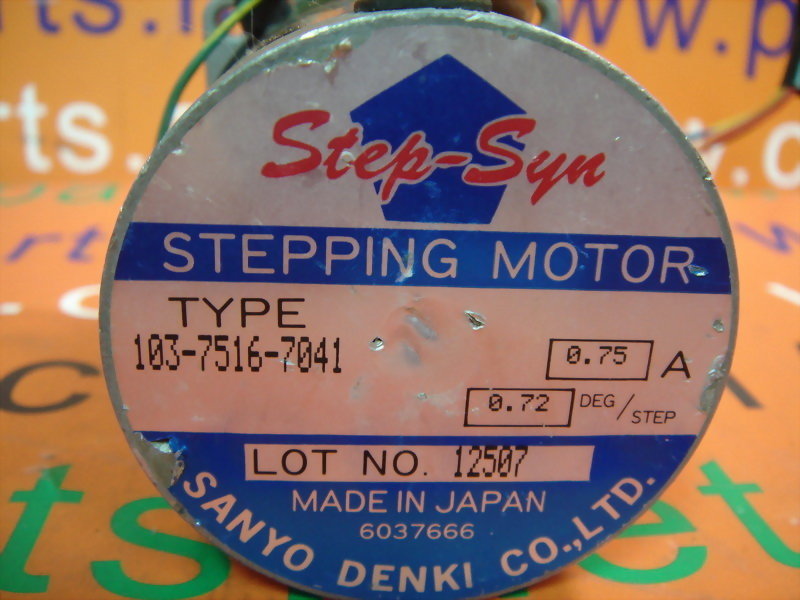 Step-Syn
STEPPING MOTOR
TYPE
103-7516-7041
0.75 A
0.72 DEG/STEP
LOT NO. 12507
MADE IN JAPAN
6037666
SANYO DENKI CO.,LTD.